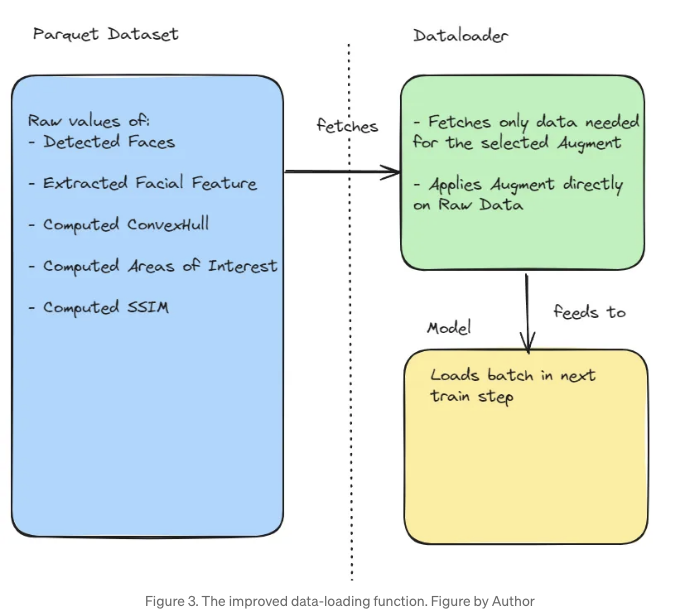 Parquet Dataset
Raw values of:
- Detected Faces
- Extracted Facial Feature
- Computed ConvexHull
- Computed Areas of Interest
- Computed SSIM
fetches
Dataloader
- Fetches only data needed
for the selected Augment
- Applies Augment directly
on Raw Data
feeds to
Model
Loads batch in next
train step
Figure 3. The improved data-loading function. Figure by Author